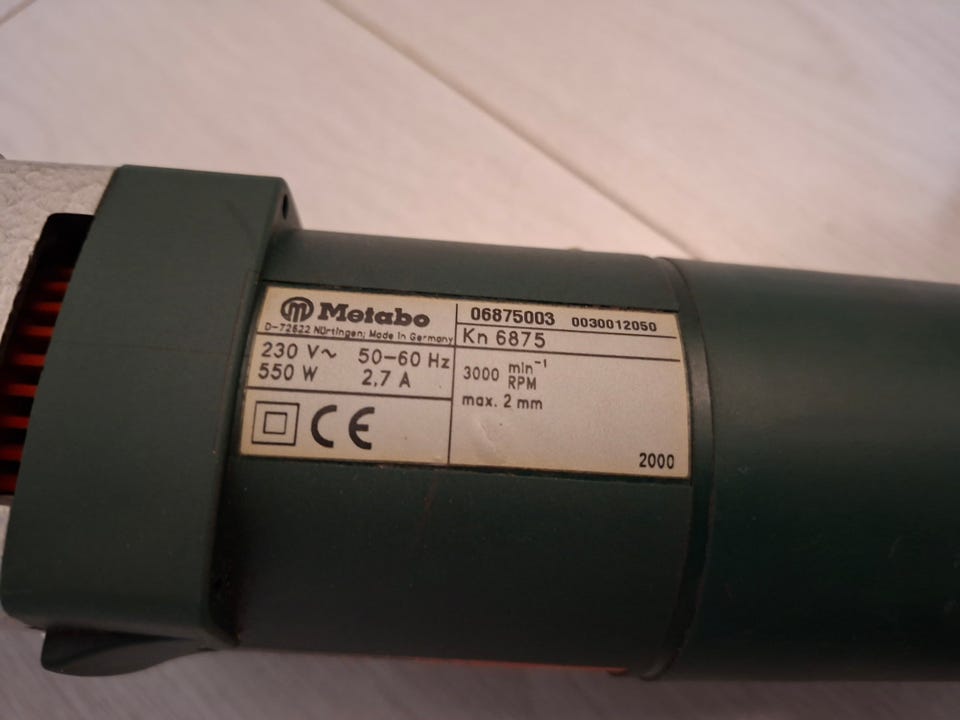 Metabo
D-72622 Nürtingen; Made in Germany
230 V~ 50-60 Hz
550 W 2,7 A
CE
06875003 0030012050
Kn 6875
3000 min⁻¹
RPM
max. 2 mm
2000